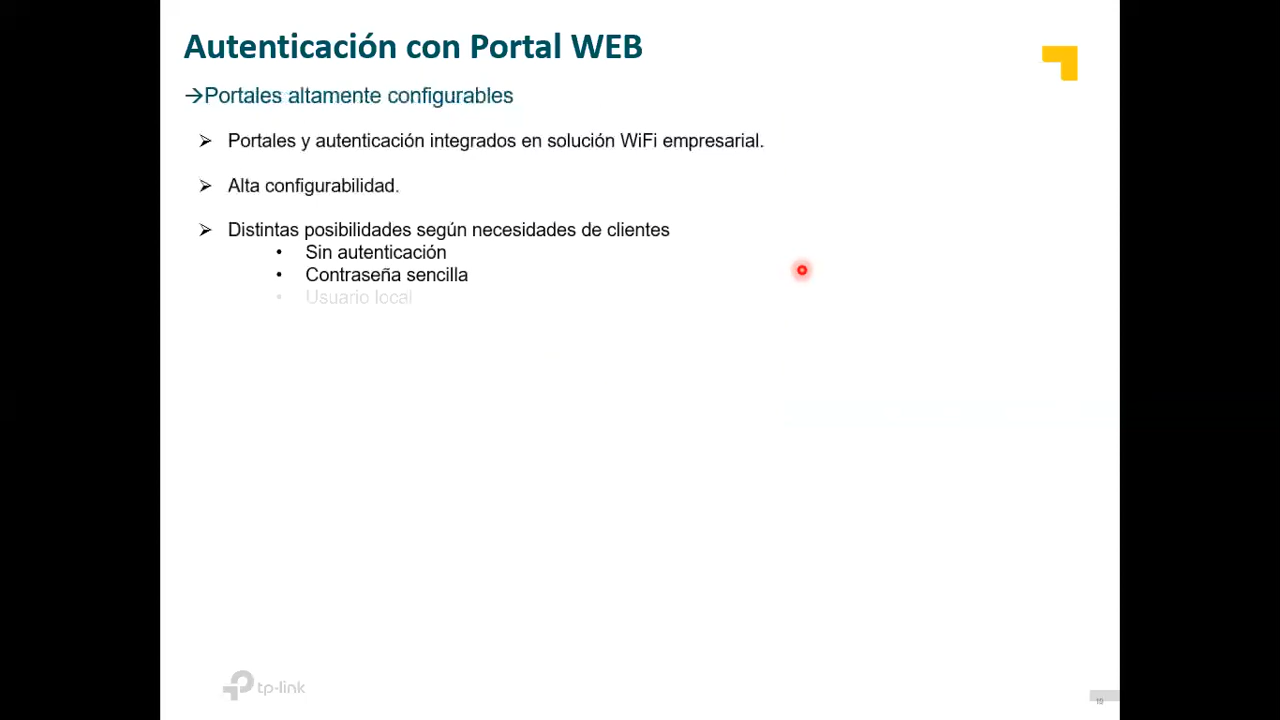 Autenticación con Portal WEB
→Portales altamente configurables
➢ Portales y autenticación integrados en solución WiFi empresarial.
➢ Alta configurabilidad.
➢ Distintas posibilidades según necesidades de clientes
• Sin autenticación
• Contraseña sencilla
• Usuario local
tp-link